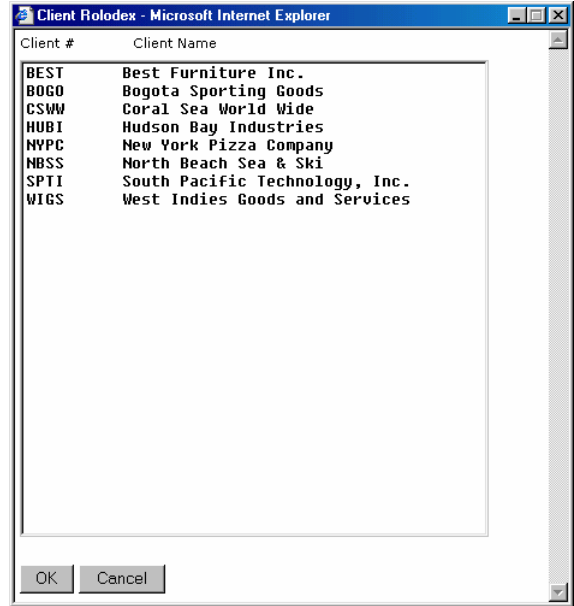 Client Rolodex - Microsoft Internet Explorer
Client # Client Name
BEST Best Furniture Inc.
BOGO Bogota Sporting Goods
CSWW Coral Sea World Wide
HUBI Hudson Bay Industries
NYPC New York Pizza Company
NBSS North Beach Sea & Ski
SPTI South Pacific Technology, Inc.
WIGS West Indies Goods and Services
OK Cancel